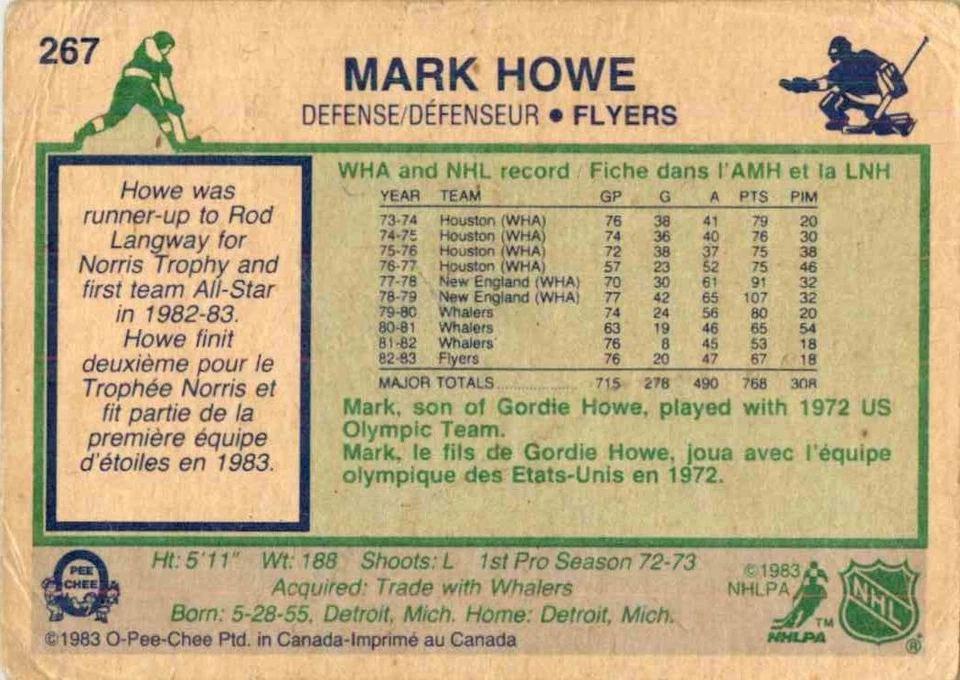 267
MARK HOWE
DEFENSE/DÉFENSEUR • FLYERS
Howe was
runner-up to Rod
Langway for
Norris Trophy and
first team All-Star
in 1982-83.
Howe finit
deuxième pour le
Trophée Norris et
fit partie de la
première équipe
d'étoiles en 1983.
WHA and NHL record / Fiche dans l'AMH et la LNH
YEAR TEAM GP G A PTS PIM
73-74 Houston (WHA) 76 38 41 79 20
74-75 Houston (WHA) 74 36 40 76 30
75-76 Houston (WHA) 72 38 37 75 38
76-77 Houston (WHA) 57 23 52 75 46
77-78 New England (WHA) 70 30 61 91 32
78-79 New England (WHA) 77 42 65 107 32
79-80 Whalers 74 24 56 80 20
80-81 Whalers 63 19 46 65 54
81-82 Whalers 76 8 45 53 18
82-83 Flyers 76 20 47 67 18
MAJOR TOTALS 715 278 490 768 308
Mark, son of Gordie Howe, played with 1972 US
Olympic Team.
Mark, le fils de Gordie Howe, joua avec l'équipe
olympique des Etats-Unis en 1972.
Ht: 5'11" Wt: 188 Shoots: L 1st Pro Season 72-73
Acquired: Trade with Whalers
Born: 5-28-55, Detroit, Mich. Home: Detroit, Mich.
©1983 O-Pee-Chee Ptd. in Canada-Imprimé au Canada
PEE
CHEE
©1983
NHLPA
NHLPA
TM
NHL
®